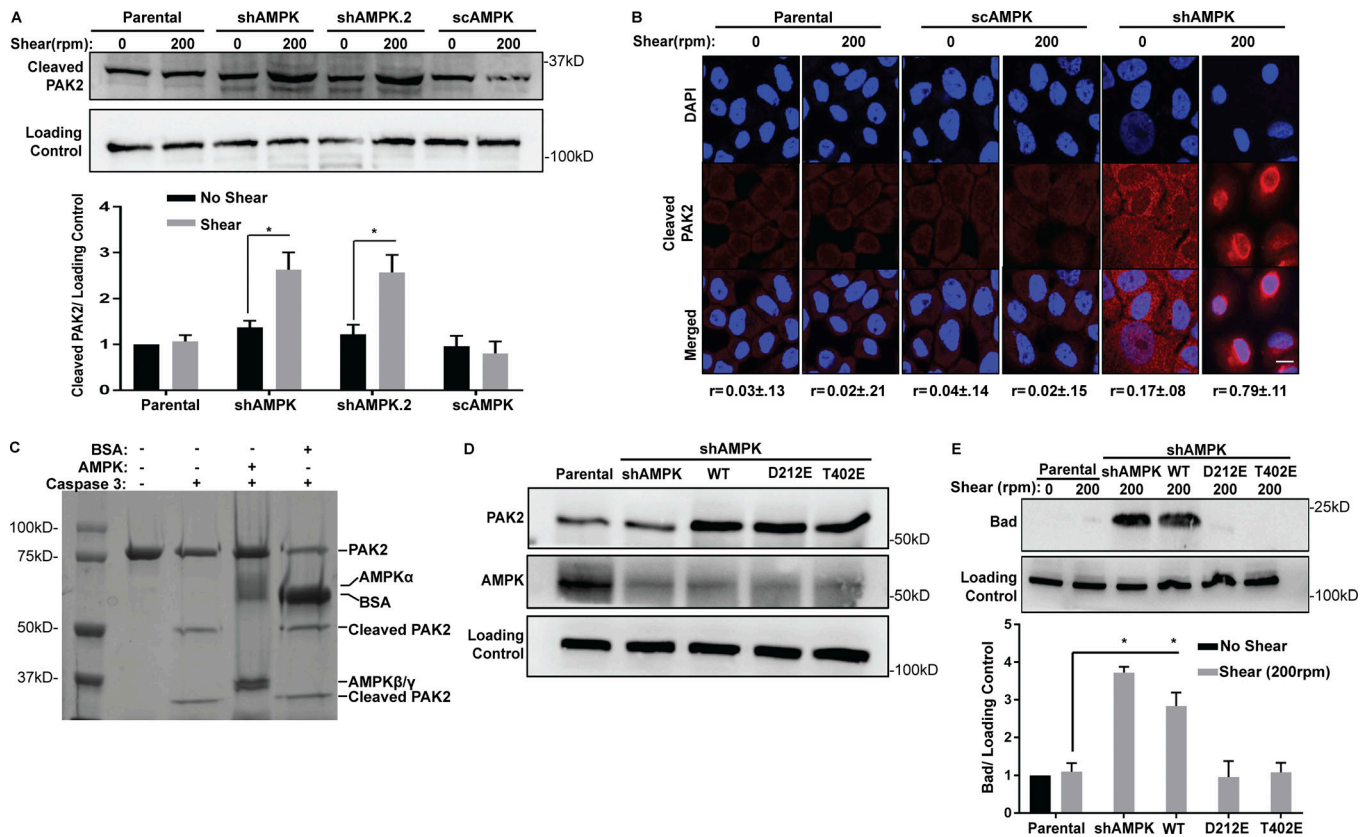 A
Parental shAMPK shAMPK.2 scAMPK
Shear(rpm): 0 200 0 200 0 200 0 200
Cleaved PAK2
-37kD
Loading Control
-100kD
Cleaved PAK2/ Loading Control
No Shear
Shear
* *
4
3
2
1
0
Parental shAMPK shAMPK.2 scAMPK
B
Parental scAMPK shAMPK
Shear(rpm): 0 200 0 200 0 200
DAPI
Cleaved PAK2
Merged
r=0.03±.13 r=0.02±.21 r=0.04±.14 r=0.02±.15 r=0.17±.08 r=0.79±.11
C
BSA: - - - +
AMPK: - - + -
Caspase 3: - + + +
100kD-
75kD-
50kD-
37kD-
PAK2
AMPKα
BSA
Cleaved PAK2
AMPKβ/γ
Cleaved PAK2
D
shAMPK
Parental shAMPK WT D212E T402E
PAK2
-50kD
AMPK
-50kD
Loading Control
-100kD
E
shAMPK
Parental shAMPK WT D212E T402E
Shear (rpm): 0 200 200 200 200 200
Bad
-25kD
Loading Control
-100kD
Bad/ Loading Control
No Shear
Shear (200rpm)
* *
5
4
3
2
1
0
Parental shAMPK WT D212E T402E